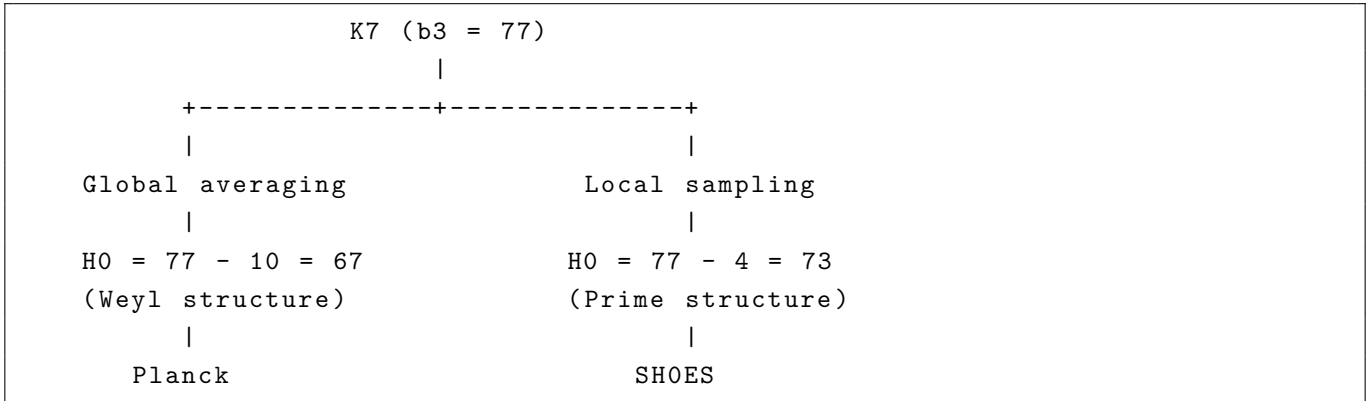 K7 (b3 = 77)
|
+--------------+--------------+
| |
Global averaging Local sampling
| |
H0 = 77 - 10 = 67 H0 = 77 - 4 = 73
(Weyl structure) (Prime structure)
| |
Planck SH0ES